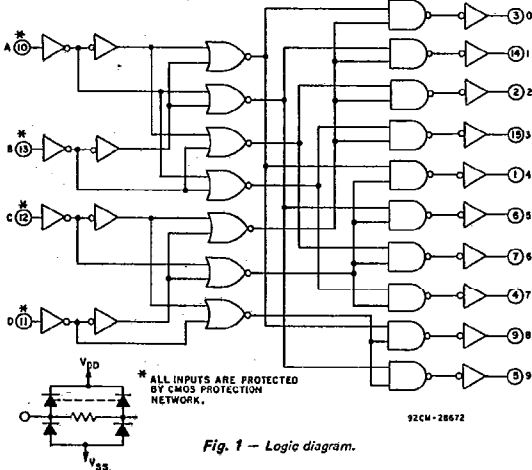 3 0
* A 10
14 1
2 2
* B 13
15 3
1 4
* C 12
6 5
7 6
* D 11
4 7
9 8
5 9
VDD
* ALL INPUTS ARE PROTECTED
BY CMOS PROTECTION
NETWORK.
VSS
92CM-28672
Fig. 1 — Logic diagram.